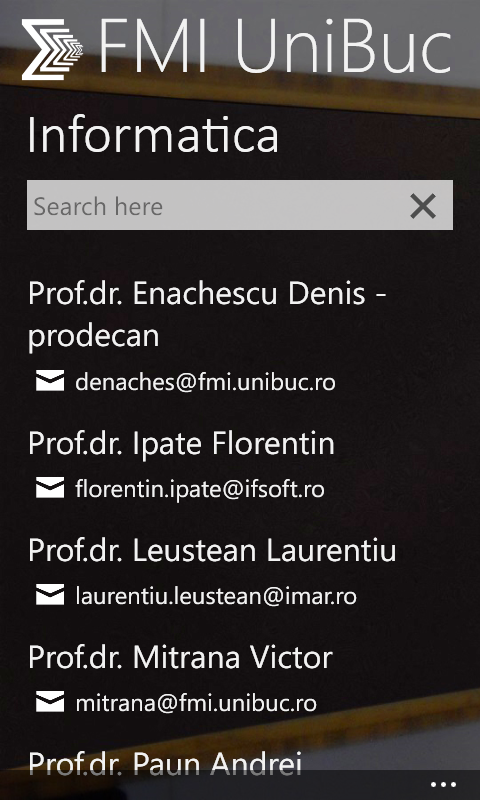 FMI UniBuc
Informatica
Search here
Prof.dr. Enachescu Denis -
prodecan
denaches@fmi.unibuc.ro
Prof.dr. Ipate Florentin
florentin.ipate@ifsoft.ro
Prof.dr. Leustean Laurentiu
laurentiu.leustean@imar.ro
Prof.dr. Mitrana Victor
mitrana@fmi.unibuc.ro
Prof.dr. Paun Andrei